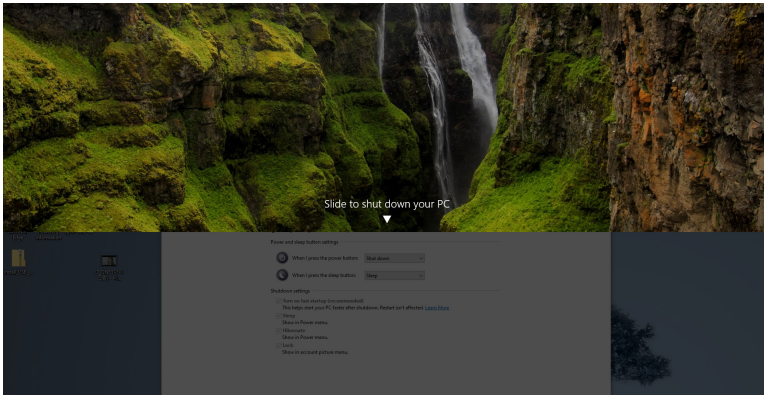 Slide to shut down your PC
Power and sleep button settings
When I press the power button:
Shut down
When I press the sleep button:
Sleep
Shutdown settings
Turn on fast startup (recommended)
This helps start your PC faster after shutdown. Restart isn't affected. Learn More
Sleep
Show in Power menu.
Hibernate
Show in Power menu.
Lock
Show in account picture menu.